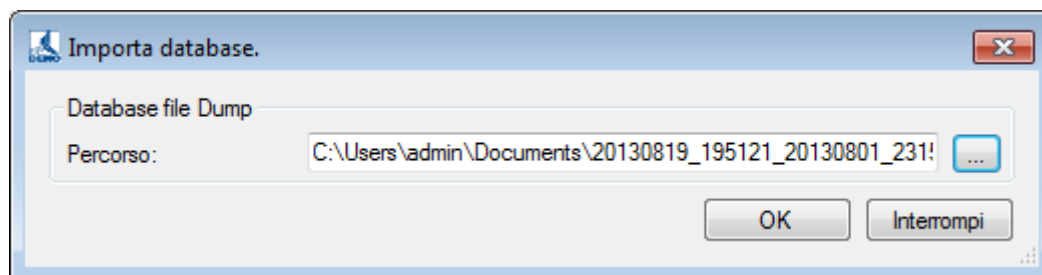 Importa database.
Database file Dump
Percorso: C:\Users\admin\Documents\20130819_195121_20130801_231 ...
OK Interrompi